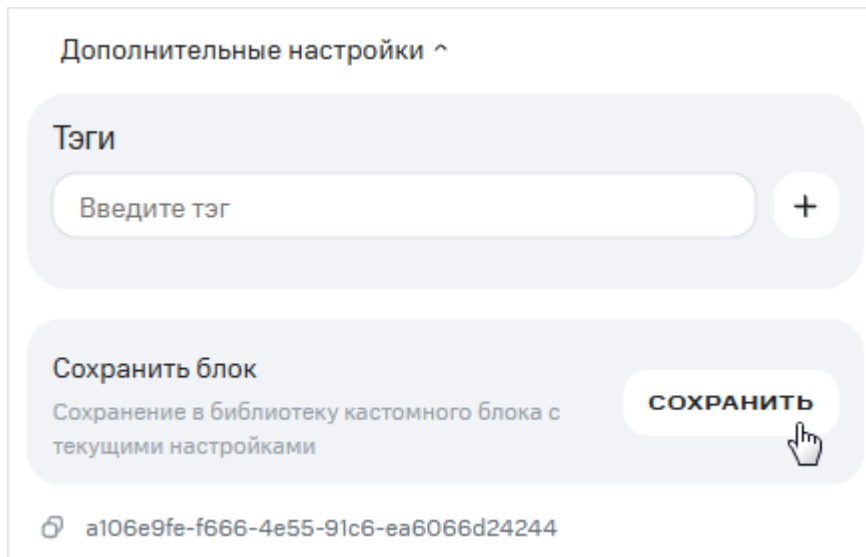 Дополнительные настройки
Тэги
Введите тэг
+
Сохранить блок
Сохранение в библиотеку кастомного блока с
текущими настройками
СОХРАНИТЬ
a106e9fe-f666-4e55-91c6-ea6066d24244